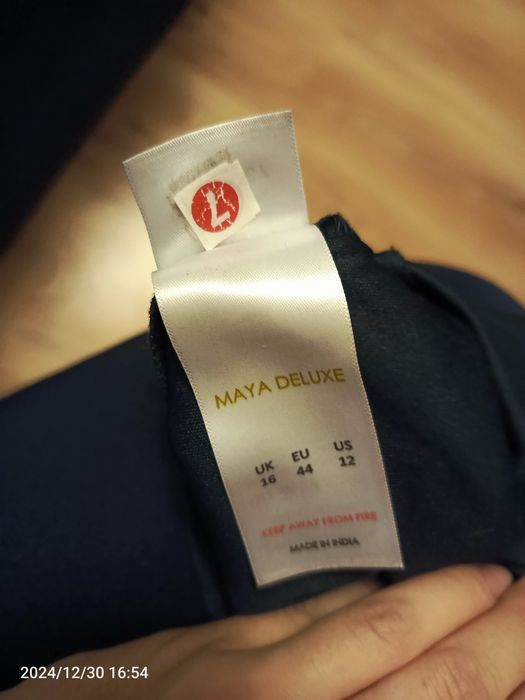 L
MAYA DELUXE
UK EU US
16 44 12
KEEP AWAY FROM FIRE
MADE IN INDIA
2024/12/30 16:54